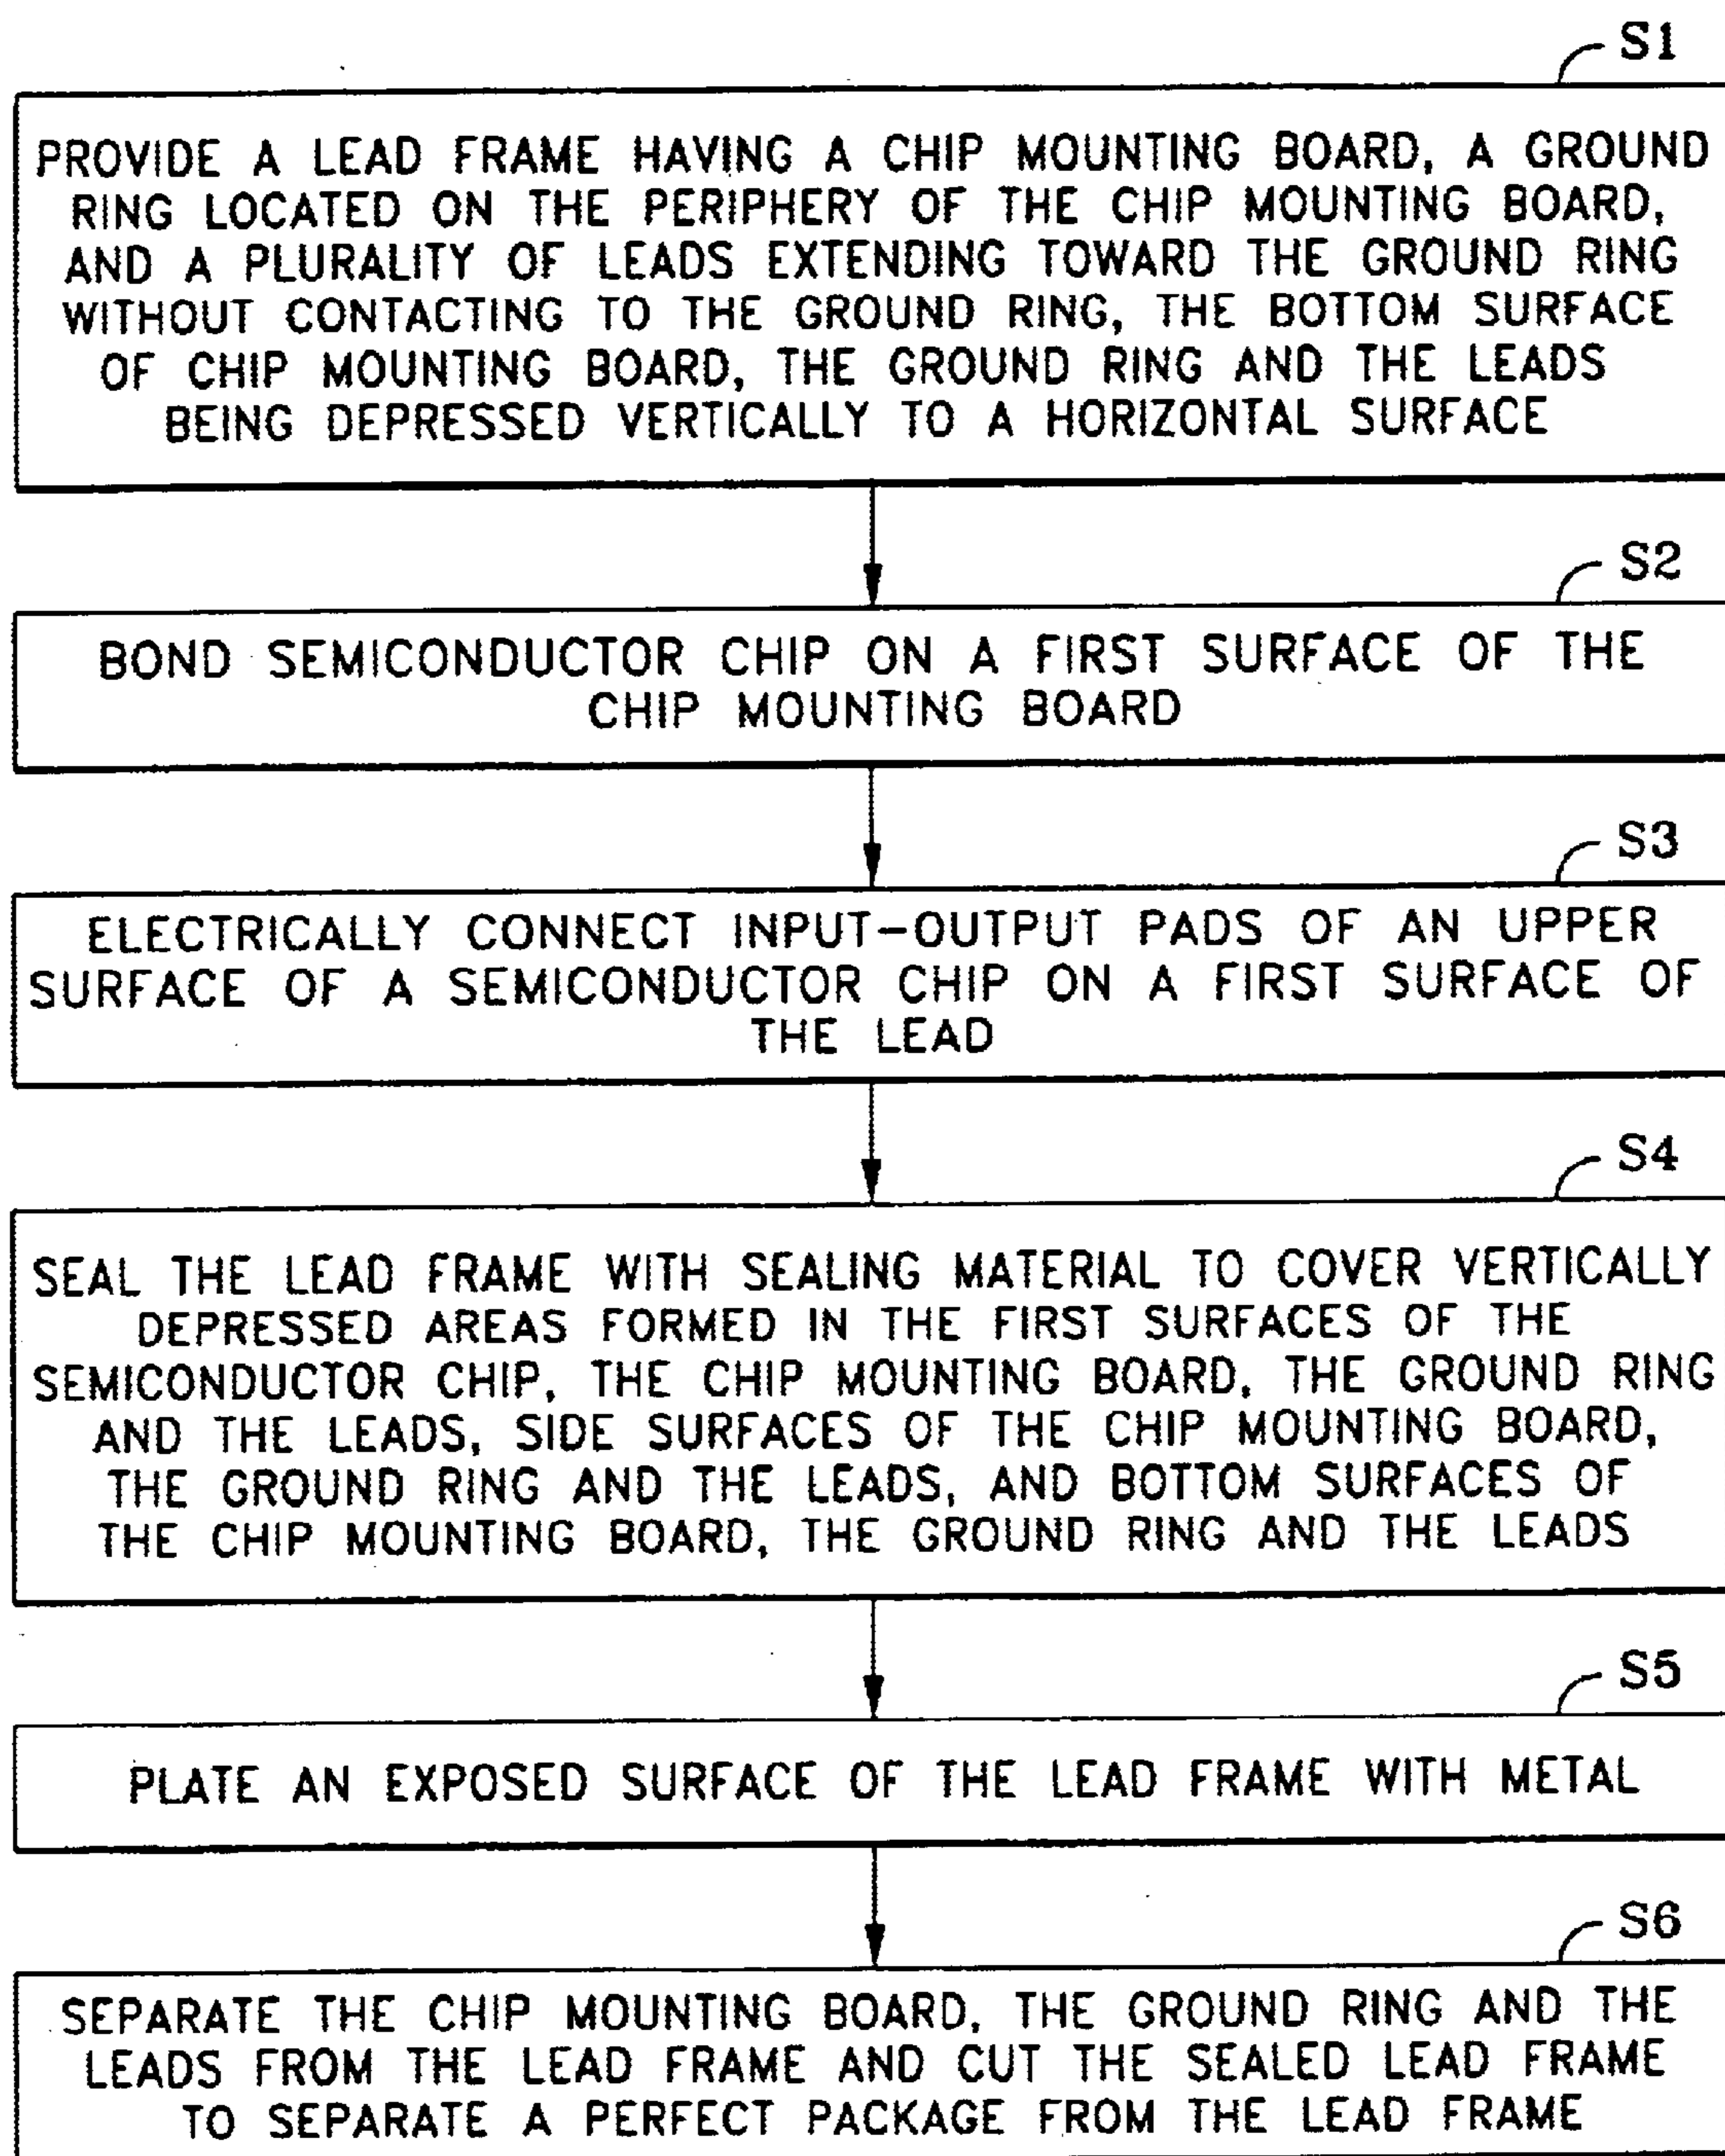 S1
PROVIDE A LEAD FRAME HAVING A CHIP MOUNTING BOARD, A GROUND
RING LOCATED ON THE PERIPHERY OF THE CHIP MOUNTING BOARD,
AND A PLURALITY OF LEADS EXTENDING TOWARD THE GROUND RING
WITHOUT CONTACTING TO THE GROUND RING, THE BOTTOM SURFACE
OF CHIP MOUNTING BOARD, THE GROUND RING AND THE LEADS
BEING DEPRESSED VERTICALLY TO A HORIZONTAL SURFACE
S2
BOND SEMICONDUCTOR CHIP ON A FIRST SURFACE OF THE
CHIP MOUNTING BOARD
S3
ELECTRICALLY CONNECT INPUT-OUTPUT PADS OF AN UPPER
SURFACE OF A SEMICONDUCTOR CHIP ON A FIRST SURFACE OF
THE LEAD
S4
SEAL THE LEAD FRAME WITH SEALING MATERIAL TO COVER VERTICALLY
DEPRESSED AREAS FORMED IN THE FIRST SURFACES OF THE
SEMICONDUCTOR CHIP, THE CHIP MOUNTING BOARD, THE GROUND RING
AND THE LEADS, SIDE SURFACES OF THE CHIP MOUNTING BOARD,
THE GROUND RING AND THE LEADS, AND BOTTOM SURFACES OF
THE CHIP MOUNTING BOARD, THE GROUND RING AND THE LEADS
S5
PLATE AN EXPOSED SURFACE OF THE LEAD FRAME WITH METAL
S6
SEPARATE THE CHIP MOUNTING BOARD, THE GROUND RING AND THE
LEADS FROM THE LEAD FRAME AND CUT THE SEALED LEAD FRAME
TO SEPARATE A PERFECT PACKAGE FROM THE LEAD FRAME